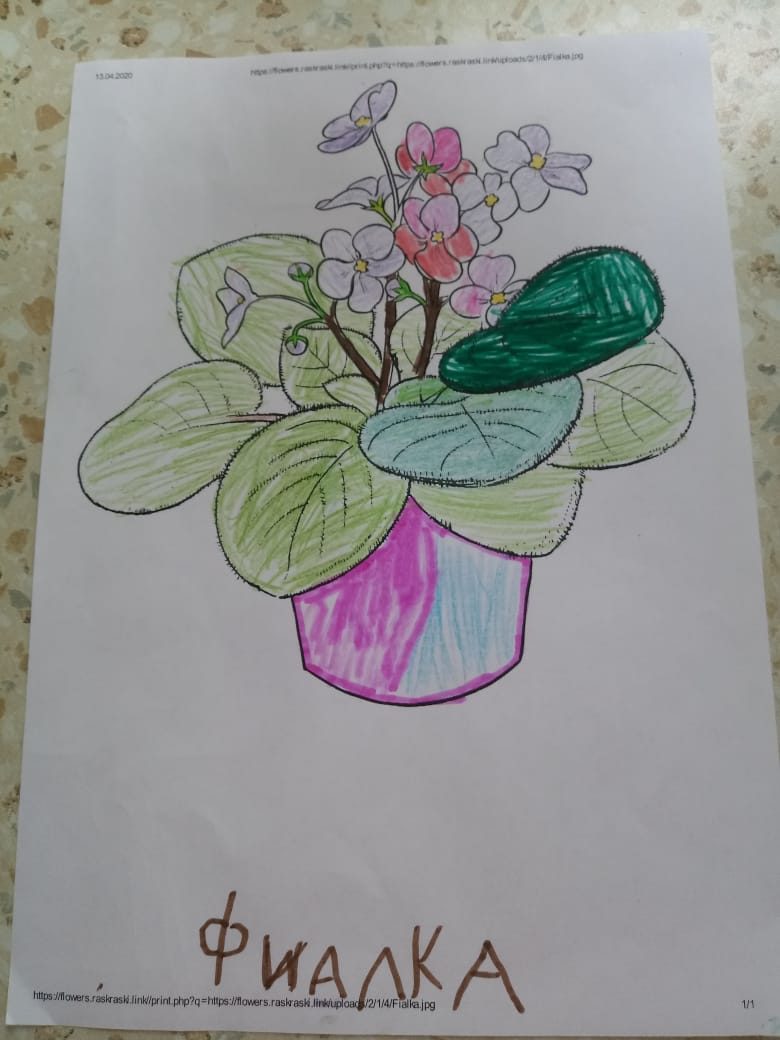 13.04.2020
https://flowers.raskraski.link/print.php?q=https://flowers.raskraski.link/uploads/2/1/4/Fialka.jpg
ФИАЛКА
https://flowers.raskraski.link//print.php?q=https://flowers.raskraski.link/uploads/2/1/4/Fialka.jpg
1/1